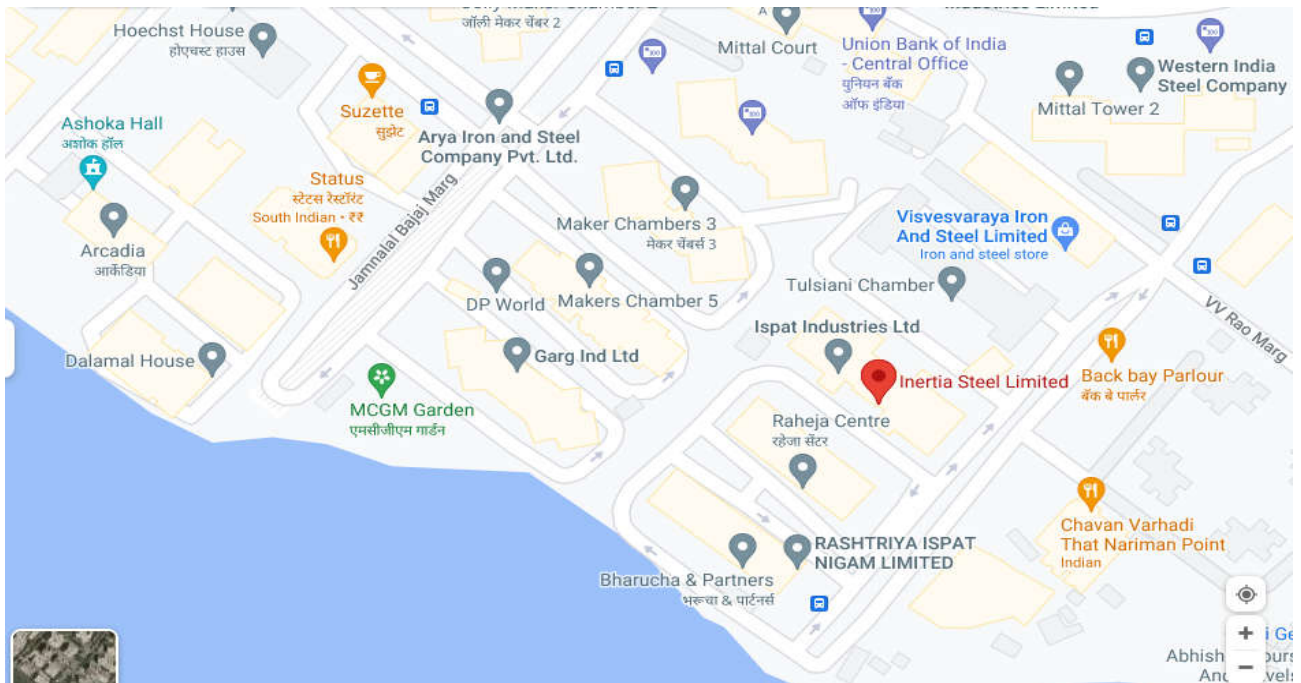 जॉली मेकर चेंबर 2
Hoechst House
होएचस्ट हाउस
A
Mittal Court
Union Bank of India
- Central Office
युनियन बॅंक
ऑफ इंडिया
Western India
Steel Company
Mittal Tower 2
Suzette
सुझेट
Arya Iron and Steel
Company Pvt. Ltd.
Ashoka Hall
अशोक हॉल
Status
स्टेटस रेस्टॉरंट
South Indian • ₹₹
Jamnalal Bajaj Marg
Arcadia
आर्केडिया
Maker Chambers 3
मेकर चेंबर्स 3
Visvesvaraya Iron
And Steel Limited
Iron and steel store
Tulsiani Chamber
DP World
Makers Chamber 5
VV Rao Marg
Ispat Industries Ltd
Garg Ind Ltd
Dalamal House
Inertia Steel Limited
Back bay Parlour
बॅक बे पार्लर
MCGM Garden
एमसीजीएम गार्डन
Raheja Centre
रहेजा सेंटर
Chavan Varhadi
That Nariman Point
Indian
RASHTRIYA ISPAT
NIGAM LIMITED
Bharucha & Partners
भरूचा & पार्टनर्स
Abhish